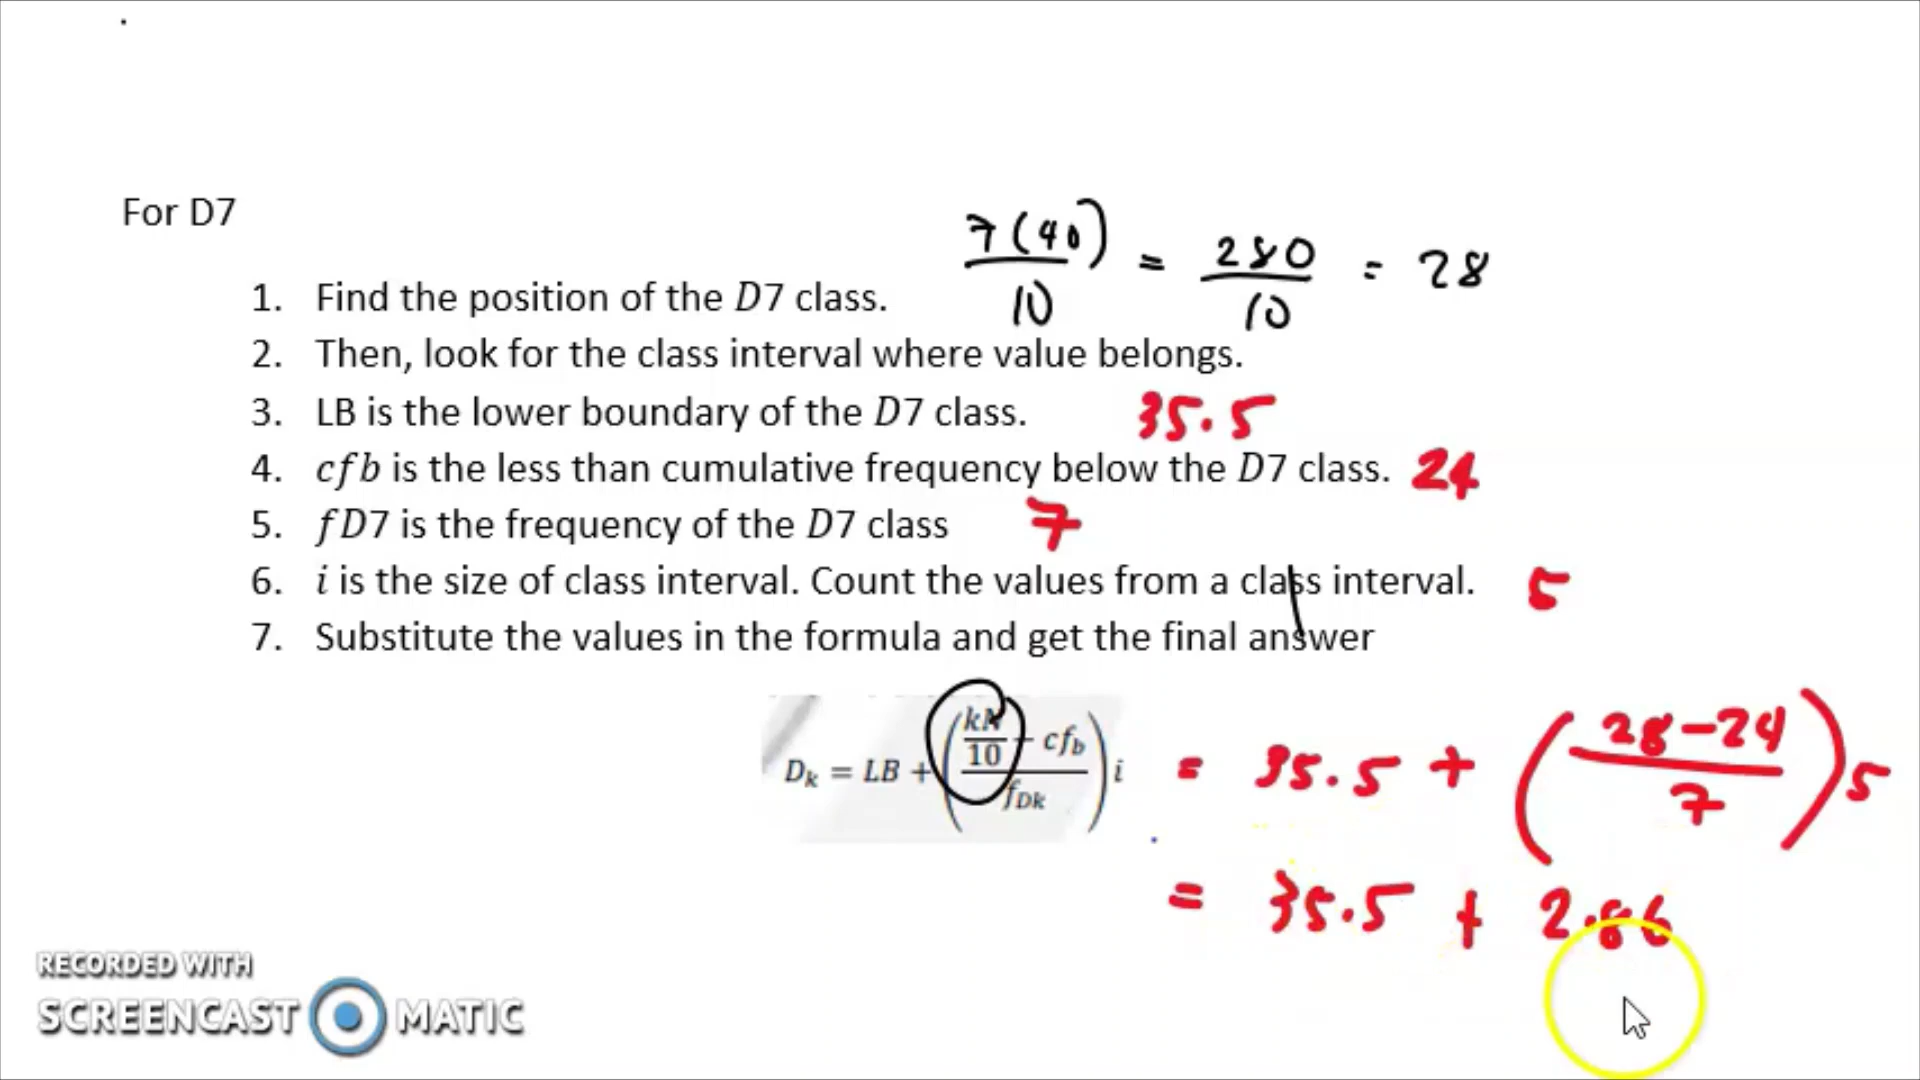 For D7
7(40)/10 = 280/10 = 28
1. Find the position of the D7 class.
2. Then, look for the class interval where value belongs.
3. LB is the lower boundary of the D7 class. 35.5
4. cfb is the less than cumulative frequency below the D7 class. 24
5. fD7 is the frequency of the D7 class 7
6. i is the size of class interval. Count the values from a class interval. 5
7. Substitute the values in the formula and get the final answer
Dk = LB + (kN/10 - cfb / fDk) i = 35.5 + (28-24/7) 5
= 35.5 + 2.86
RECORDED WITH
SCREENCAST MATIC